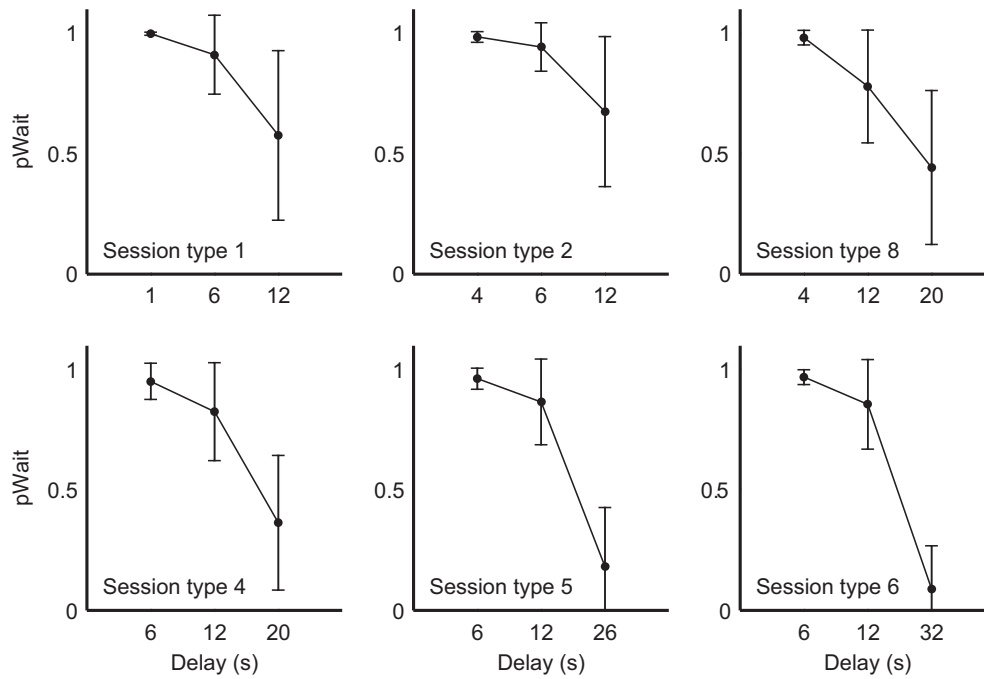 1
0.5
0
pWait
Session type 1
1 6 12
1
0.5
0
Session type 2
4 6 12
1
0.5
0
Session type 8
4 12 20
1
0.5
0
pWait
Session type 4
6 12 20
Delay (s)
1
0.5
0
Session type 5
6 12 26
Delay (s)
1
0.5
0
Session type 6
6 12 32
Delay (s)